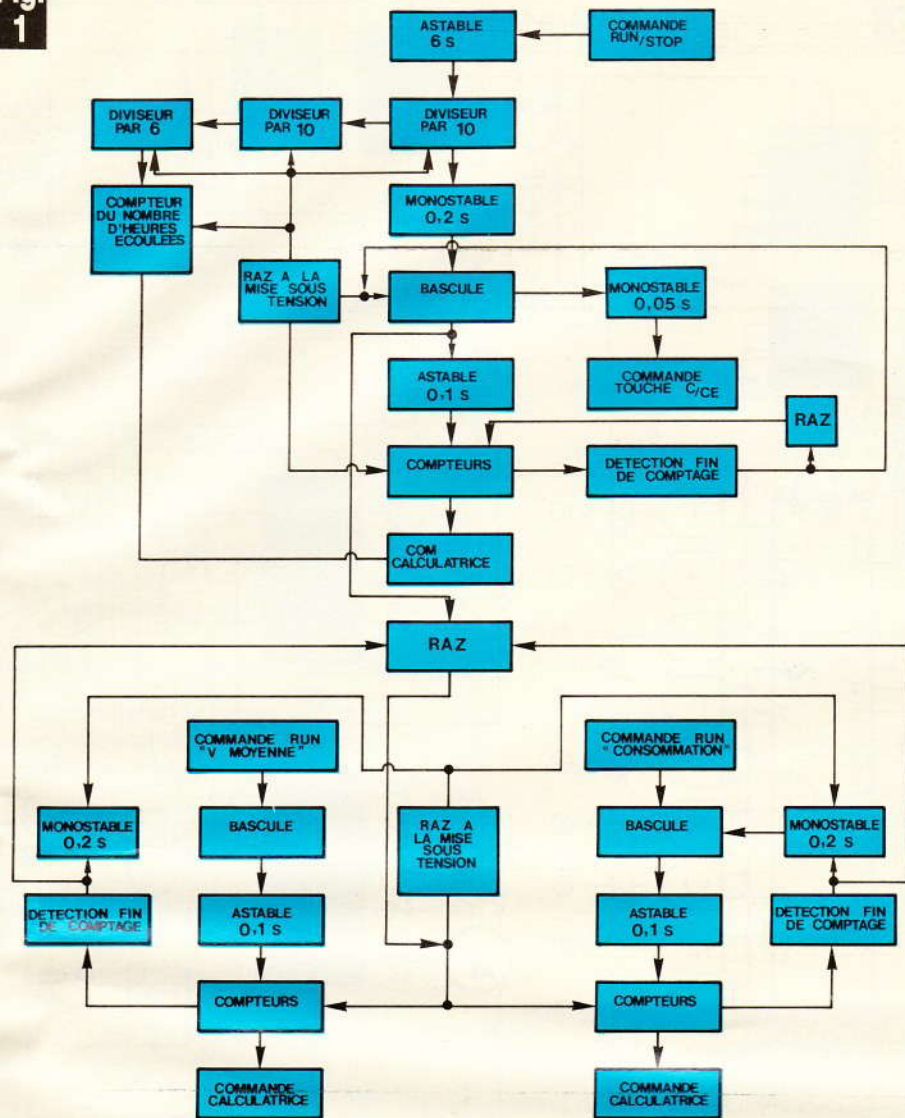 Fig.
1
ASTABLE
6 S
COMMANDE
RUN/STOP
DIVISEUR
PAR 6
DIVISEUR
PAR 10
DIVISEUR
PAR 10
COMPTEUR
DU NOMBRE
D'HEURES
ECOULEES
MONOSTABLE
0,2 S
RAZ A LA
MISE SOUS
TENSION
BASCULE
MONOSTABLE
0,05 S
ASTABLE
0,1 S
COMMANDE
TOUCHE C/CE
RAZ
COMPTEURS
DETECTION FIN
DE COMPTAGE
COM
CALCULATRICE
RAZ
COMMANDE RUN
"V MOYENNE"
COMMANDE RUN
"CONSOMMATION"
MONOSTABLE
0,2 S
BASCULE
RAZ A
LA MISE
SOUS
TENSION
BASCULE
MONOSTABLE
0,2 S
DETECTION FIN
DE COMPTAGE
ASTABLE
0,1 S
ASTABLE
0,1 S
DETECTION FIN
DE COMPTAGE
COMPTEURS
COMPTEURS
COMMANDE
CALCULATRICE
COMMANDE
CALCULATRICE